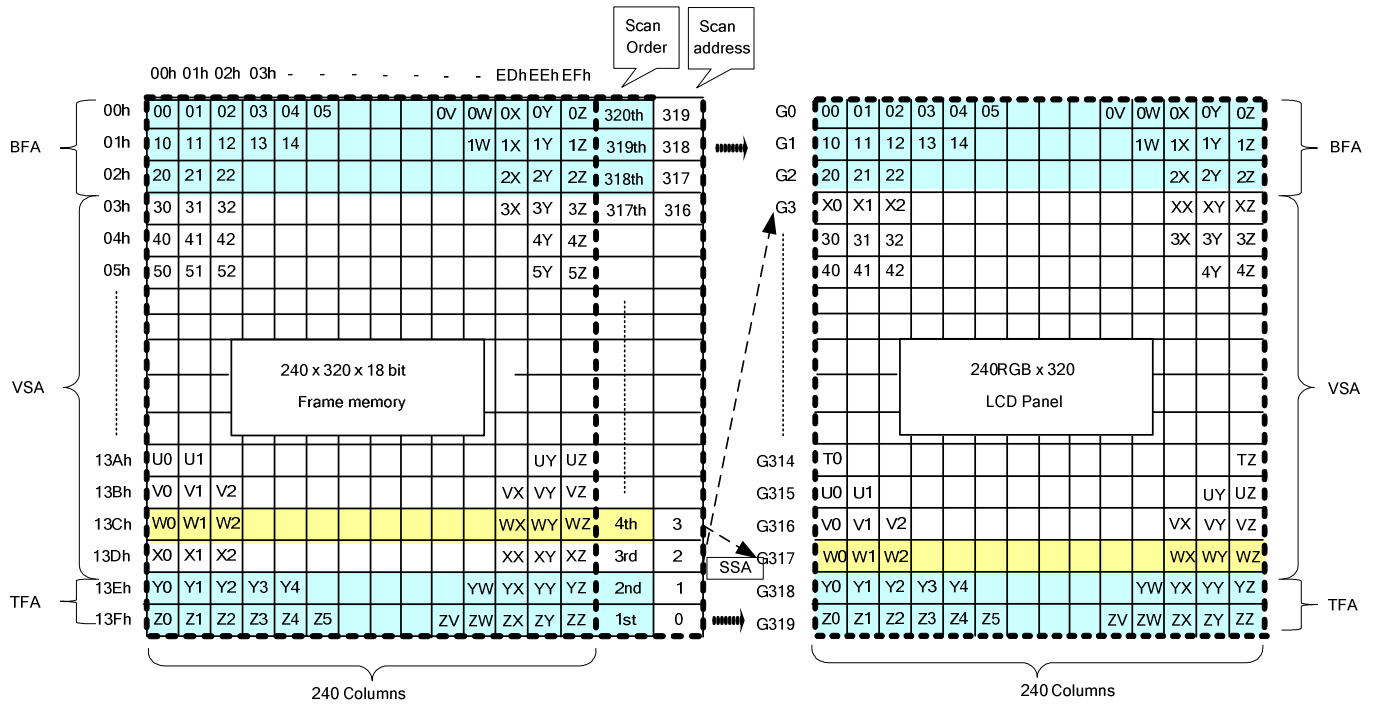 Scan Order
Scan address
00h 01h 02h 03h - - - - - - - EDh EEh EFh
00h 00 01 02 03 04 05 0V 0W 0X 0Y 0Z 320th 319
01h 10 11 12 13 14 1W 1X 1Y 1Z 319th 318
02h 20 21 22 2X 2Y 2Z 318th 317
03h 30 31 32 3X 3Y 3Z 317th 316
04h 40 41 42 4Y 4Z
05h 50 51 52 5Y 5Z
BFA
VSA
TFA
240 x 320 x 18 bit
Frame memory
13Ah U0 U1 UY UZ
13Bh V0 V1 V2 VX VY VZ
13Ch W0 W1 W2 WX WY WZ 4th 3
13Dh X0 X1 X2 XX XY XZ 3rd 2
13Eh Y0 Y1 Y2 Y3 Y4 YW YX YY YZ 2nd 1
13Fh Z0 Z1 Z2 Z3 Z4 Z5 ZV ZW ZX ZY ZZ 1st 0
240 Columns
SSA
G0 00 01 02 03 04 05 0V 0W 0X 0Y 0Z
G1 10 11 12 13 14 1W 1X 1Y 1Z
G2 20 21 22 2X 2Y 2Z
G3 X0 X1 X2 XX XY XZ
30 31 32 3X 3Y 3Z
40 41 42 4Y 4Z
240RGB x 320
LCD Panel
G314 T0 TZ
G315 U0 U1 UY UZ
G316 V0 V1 V2 VX VY VZ
G317 W0 W1 W2 WX WY WZ
G318 Y0 Y1 Y2 Y3 Y4 YW YX YY YZ
G319 Z0 Z1 Z2 Z3 Z4 Z5 ZV ZW ZX ZY ZZ
BFA
VSA
TFA
240 Columns